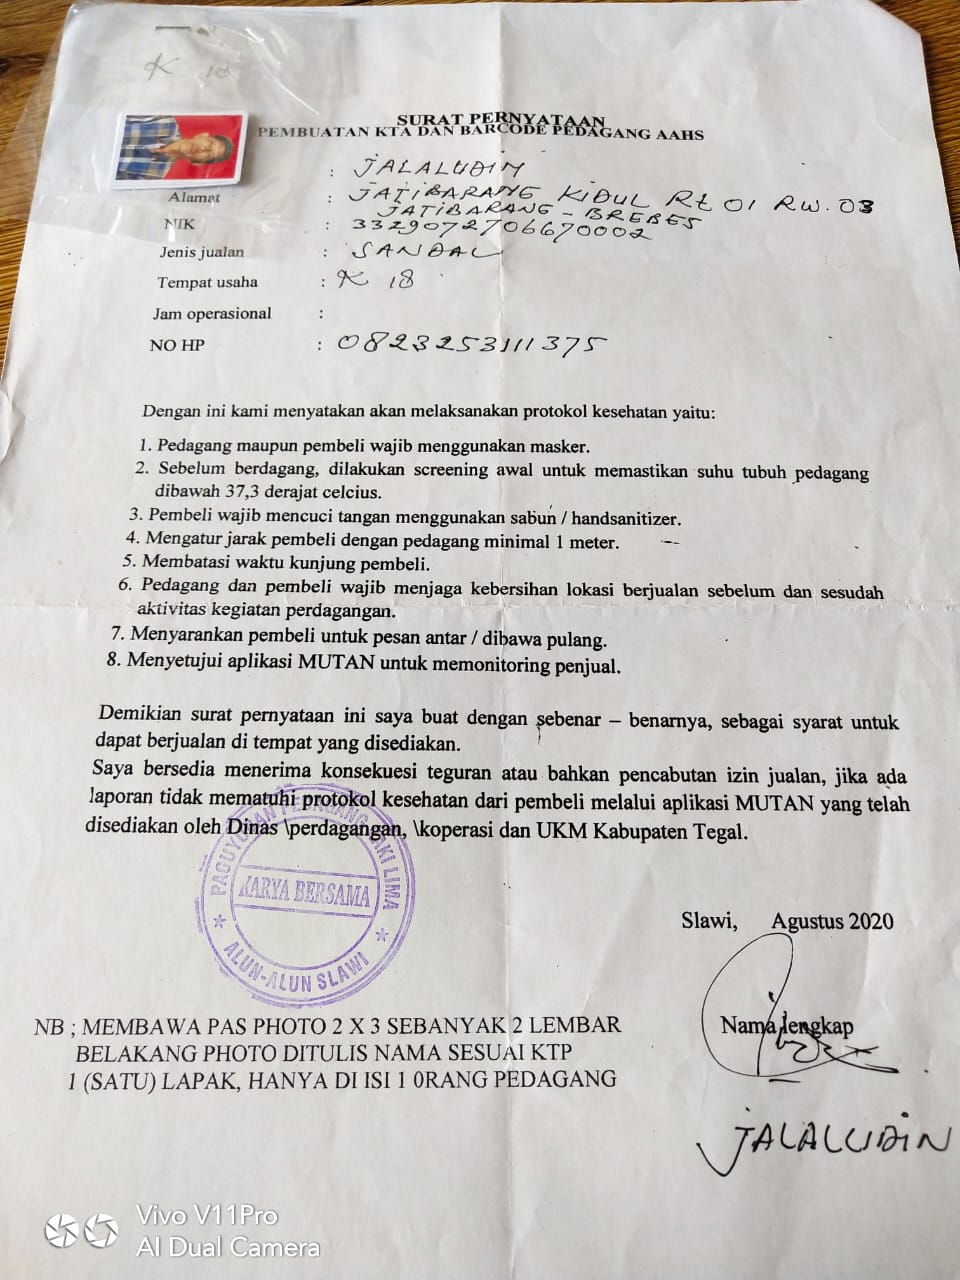 K 18
SURAT PERNYATAAN
PEMBUATAN KTA DAN BARCODE PEDAGANG AAHS
: JALALUDIN
Alamat : JATIBARANG KIDUL Rt 01 RW. 03
JATIBARANG - BREBES
NIK : 3329072706670002
Jenis jualan : SANDAL
Tempat usaha : K 18
Jam operasional :
NO HP : 0823253111375
Dengan ini kami menyatakan akan melaksanakan protokol kesehatan yaitu:
1. Pedagang maupun pembeli wajib menggunakan masker.
2. Sebelum berdagang, dilakukan screening awal untuk memastikan suhu tubuh pedagang
dibawah 37,3 derajat celcius.
3. Pembeli wajib mencuci tangan menggunakan sabun / handsanitizer.
4. Mengatur jarak pembeli dengan pedagang minimal 1 meter.
5. Membatasi waktu kunjung pembeli.
6. Pedagang dan pembeli wajib menjaga kebersihan lokasi berjualan sebelum dan sesudah
aktivitas kegiatan perdagangan.
7. Menyarankan pembeli untuk pesan antar / dibawa pulang.
8. Menyetujui aplikasi MUTAN untuk memonitoring penjual.
Demikian surat pernyataan ini saya buat dengan sebenar – benarnya, sebagai syarat untuk
dapat berjualan di tempat yang disediakan.
Saya bersedia menerima konsekuesi teguran atau bahkan pencabutan izin jualan, jika ada
laporan tidak mematuhi protokol kesehatan dari pembeli melalui aplikasi MUTAN yang telah
disediakan oleh Dinas \perdagangan, \koperasi dan UKM Kabupaten Tegal.
PAGUYUBAN PEDAGANG KAKI LIMA
KARYA BERSAMA
ALUN-ALUN SLAWI
Slawi, Agustus 2020
Nama lengkap
JALALUDIN
NB ; MEMBAWA PAS PHOTO 2 X 3 SEBANYAK 2 LEMBAR
BELAKANG PHOTO DITULIS NAMA SESUAI KTP
1 (SATU) LAPAK, HANYA DI ISI 1 0RANG PEDAGANG
Vivo V11Pro
AI Dual Camera